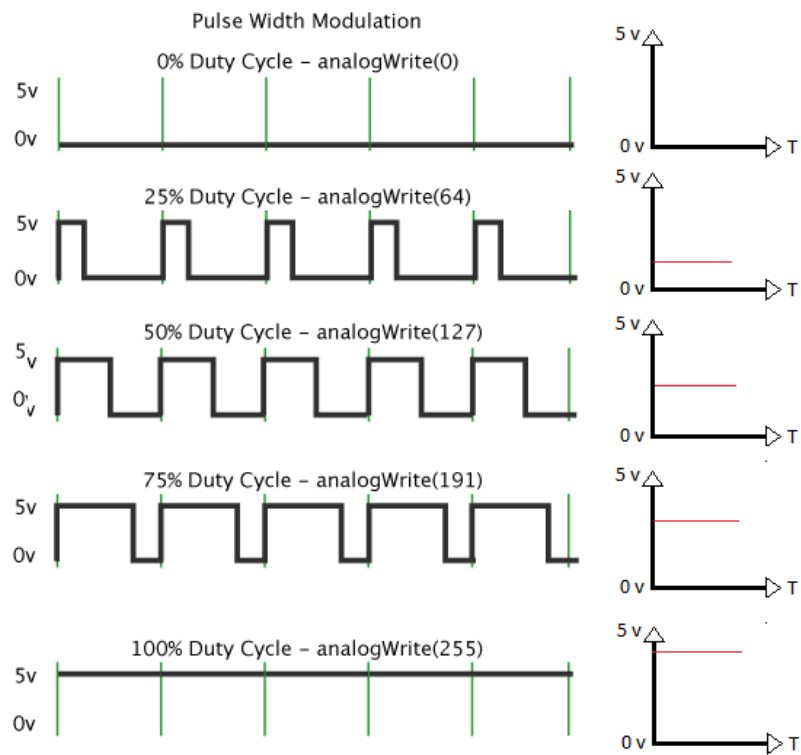 Pulse Width Modulation
0% Duty Cycle – analogWrite(0)
5v
0v
5 v
0 v T
25% Duty Cycle – analogWrite(64)
5v
0v
5 v
0 v T
50% Duty Cycle – analogWrite(127)
5v
0v
5 v
0 v T
75% Duty Cycle – analogWrite(191)
5v
0v
5 v
0 v T
100% Duty Cycle – analogWrite(255)
5v
0v
5 v
0 v T